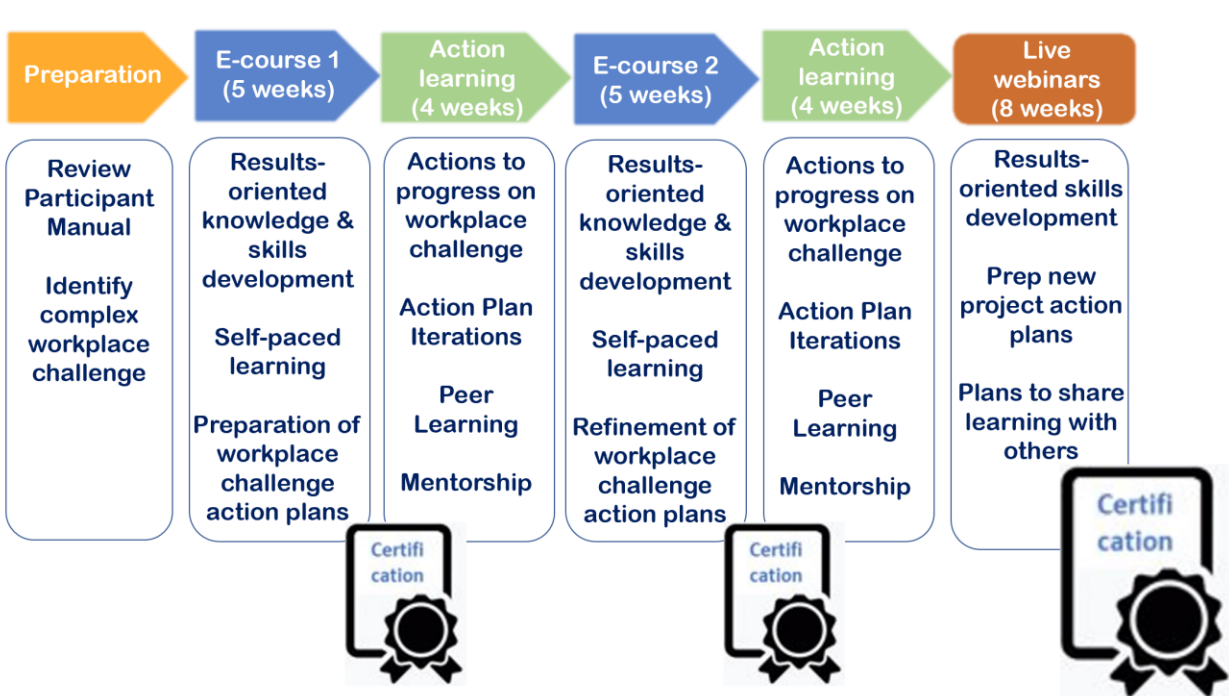 Preparation
E-course 1
(5 weeks)
Action
learning
(4 weeks)
E-course 2
(5 weeks)
Action
learning
(4 weeks)
Live
webinars
(8 weeks)
Review
Participant
Manual
Identify
complex
workplace
challenge
Results-
oriented
knowledge &
skills
development
Self-paced
learning
Preparation of
workplace
challenge
action plans
Actions to
progress on
workplace
challenge
Action Plan
Iterations
Peer
Learning
Mentorship
Results-
oriented
knowledge &
skills
development
Self-paced
learning
Refinement of
workplace
challenge
action plans
Actions to
progress on
workplace
challenge
Action Plan
Iterations
Peer
Learning
Mentorship
Results-
oriented skills
development
Prep new
project action
plans
Plans to share
learning with
others
Certifi
cation
Certifi
cation
Certifi
cation